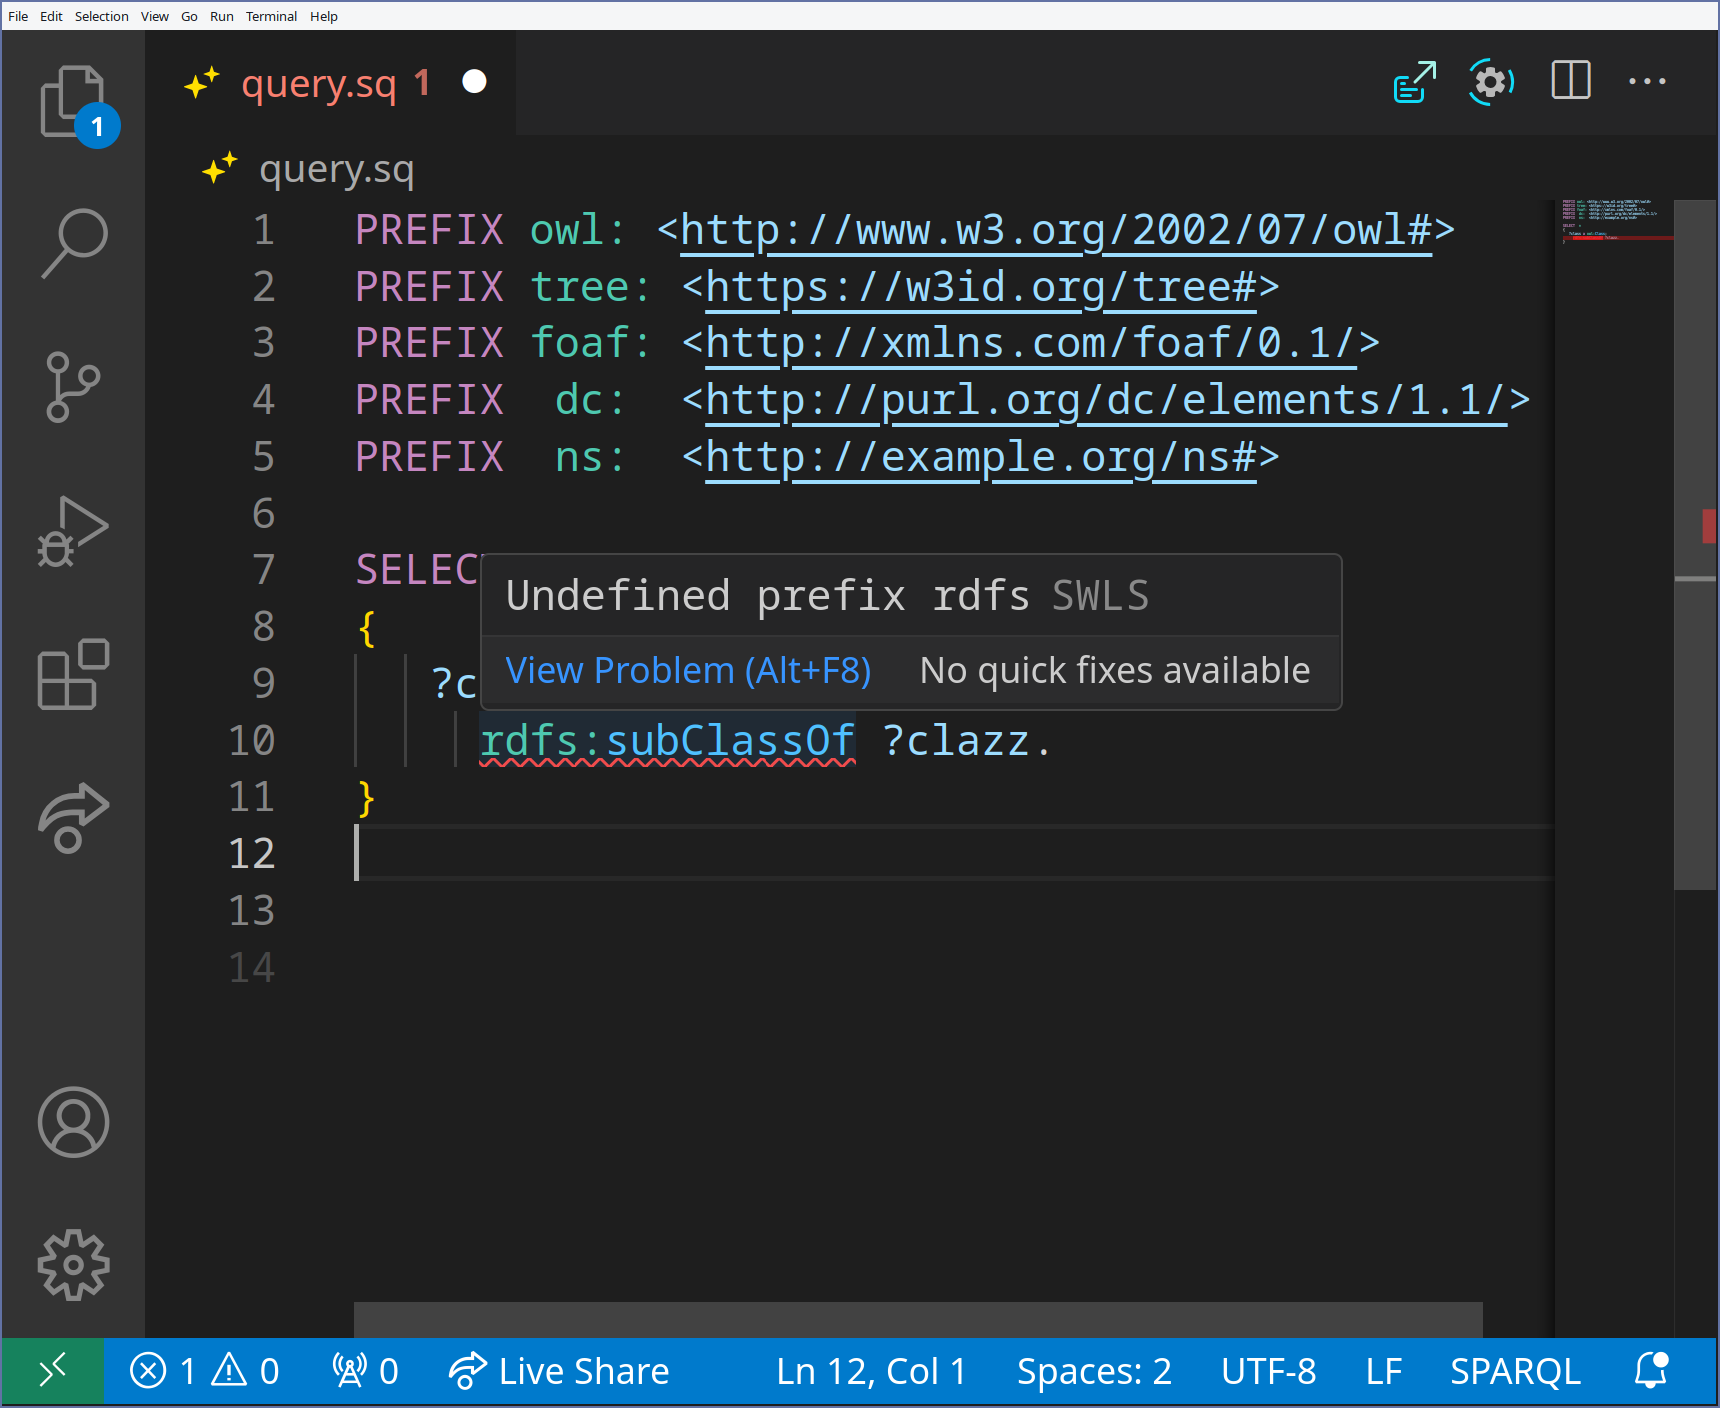 File Edit Selection View Go Run Terminal Help
query.sq 1
1
query.sq
1 PREFIX owl: <http://www.w3.org/2002/07/owl#>
2 PREFIX tree: <https://w3id.org/tree#>
3 PREFIX foaf: <http://xmlns.com/foaf/0.1/>
4 PREFIX dc: <http://purl.org/dc/elements/1.1/>
5 PREFIX ns: <http://example.org/ns#>
6
7 SELEC
Undefined prefix rdfs SWLS
8 {
9 ?c
View Problem (Alt+F8) No quick fixes available
10 rdfs:subClassOf ?clazz.
11 }
12
13
14
1 0 0 Live Share Ln 12, Col 1 Spaces: 2 UTF-8 LF SPARQL